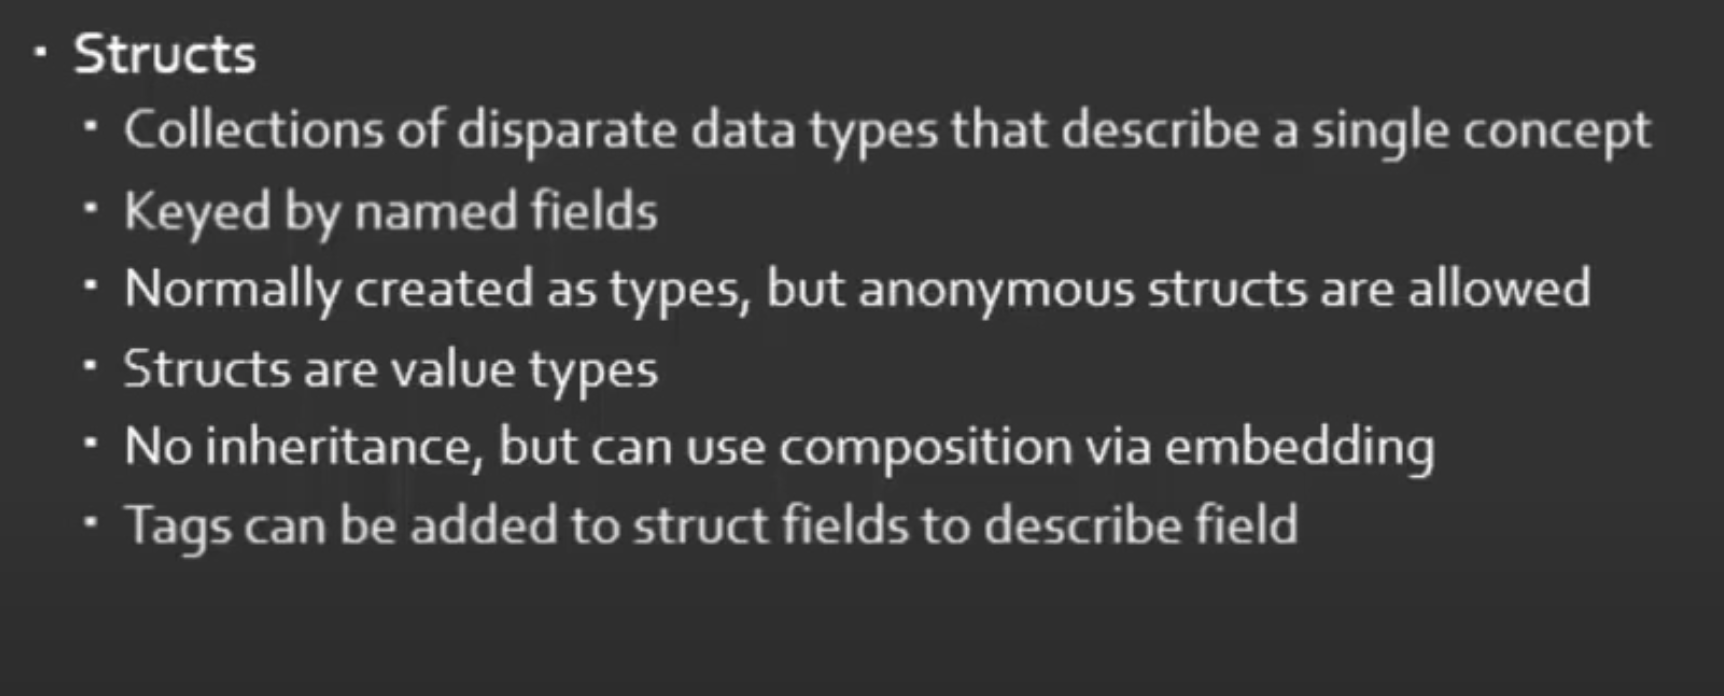 ▪ Structs
▪ Collections of disparate data types that describe a single concept
▪ Keyed by named fields
▪ Normally created as types, but anonymous structs are allowed
▪ Structs are value types
▪ No inheritance, but can use composition via embedding
▪ Tags can be added to struct fields to describe field